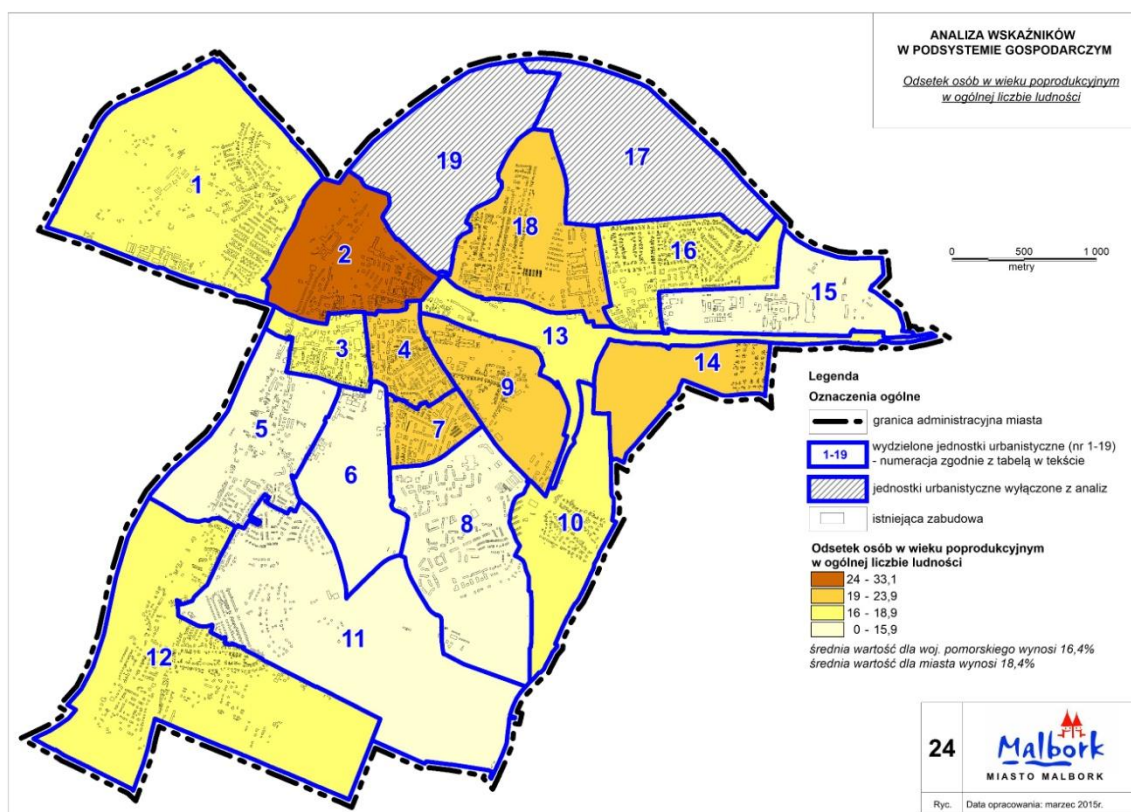 ANALIZA WSKAŹNIKÓW
W PODSYSTEMIE GOSPODARCZYM
Odsetek osób w wieku poprodukcyjnym
w ogólnej liczbie ludności
1
2
3
4
5
6
7
8
9
10
11
12
13
14
15
16
17
18
19
0 500 1 000
metry
Legenda
Oznaczenia ogólne
granica administracyjna miasta
1-19 wydzielone jednostki urbanistyczne (nr 1-19)
- numeracja zgodnie z tabelą w tekście
jednostki urbanistyczne wyłączone z analiz
istniejąca zabudowa
Odsetek osób w wieku poprodukcyjnym
w ogólnej liczbie ludności
24 - 33,1
19 - 23,9
16 - 18,9
0 - 15,9
średnia wartość dla woj. pomorskiego wynosi 16,4%
średnia wartość dla miasta wynosi 18,4%
24
Malbork
MIASTO MALBORK
Ryc. Data opracowania: marzec 2015r.